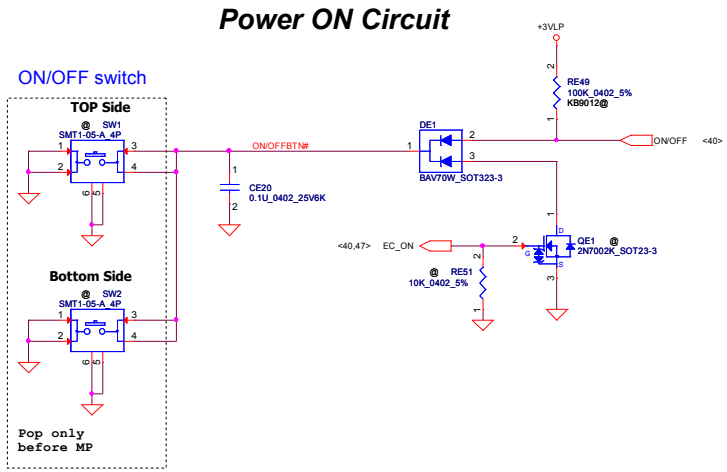 Power ON Circuit
+3VLP
ON/OFF switch
TOP Side
@ SW1
SMT1-05-A_4P
1
2
3
4
6
5
ON/OFFBTN#
1
2
CE20
0.1U_0402_25V6K
DE1
1
2
3
BAV70W_SOT323-3
2
1
RE49
100K_0402_5%
KB9012@
ON/OFF <40>
<40,47> EC_ON
2
1
@ RE51
10K_0402_5%
1
D
2
G
S
3
QE1 @
2N7002K_SOT23-3
Bottom Side
@ SW2
SMT1-05-A_4P
1
2
3
4
6
5
Pop only
before MP